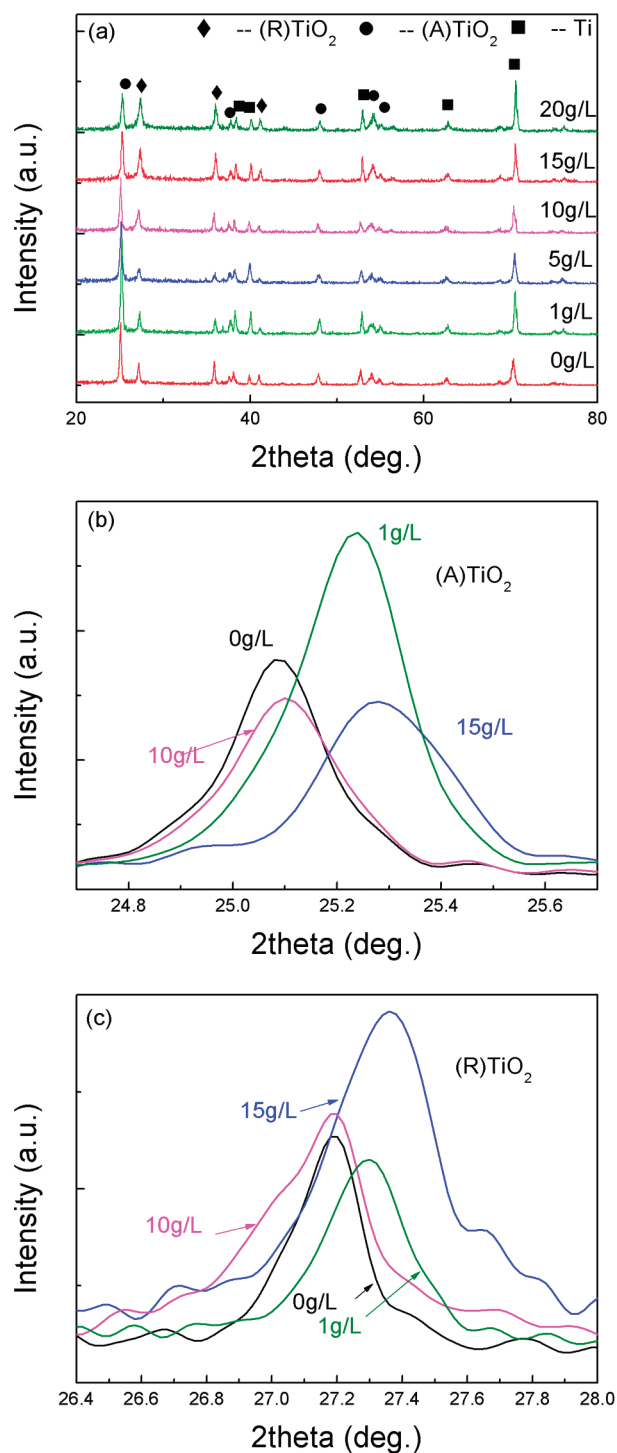 (a) ♦ -- (R)TiO₂ ● -- (A)TiO₂ ■ -- Ti
20g/L
15g/L
10g/L
5g/L
1g/L
0g/L
Intensity (a.u.)
20 40 60 80
2theta (deg.)
(b)
1g/L
(A)TiO₂
0g/L
10g/L
15g/L
Intensity (a.u.)
24.8 25.0 25.2 25.4 25.6
2theta (deg.)
(c)
(R)TiO₂
15g/L
10g/L
0g/L
1g/L
Intensity (a.u.)
26.4 26.6 26.8 27.0 27.2 27.4 27.6 27.8 28.0
2theta (deg.)